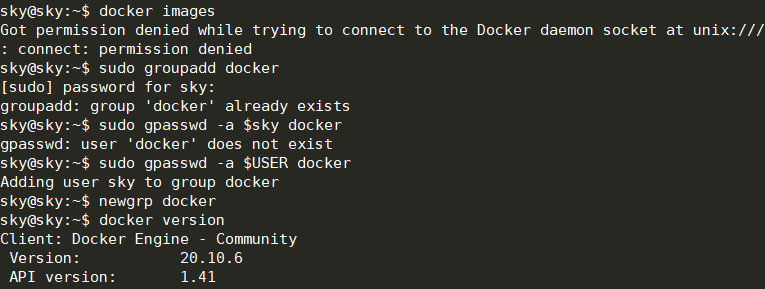 sky@sky:~$ docker images
Got permission denied while trying to connect to the Docker daemon socket at unix:///
: connect: permission denied
sky@sky:~$ sudo groupadd docker
[sudo] password for sky:
groupadd: group 'docker' already exists
sky@sky:~$ sudo gpasswd -a $sky docker
gpasswd: user 'docker' does not exist
sky@sky:~$ sudo gpasswd -a $USER docker
Adding user sky to group docker
sky@sky:~$ newgrp docker
sky@sky:~$ docker version
Client: Docker Engine - Community
 Version:           20.10.6
 API version:       1.41